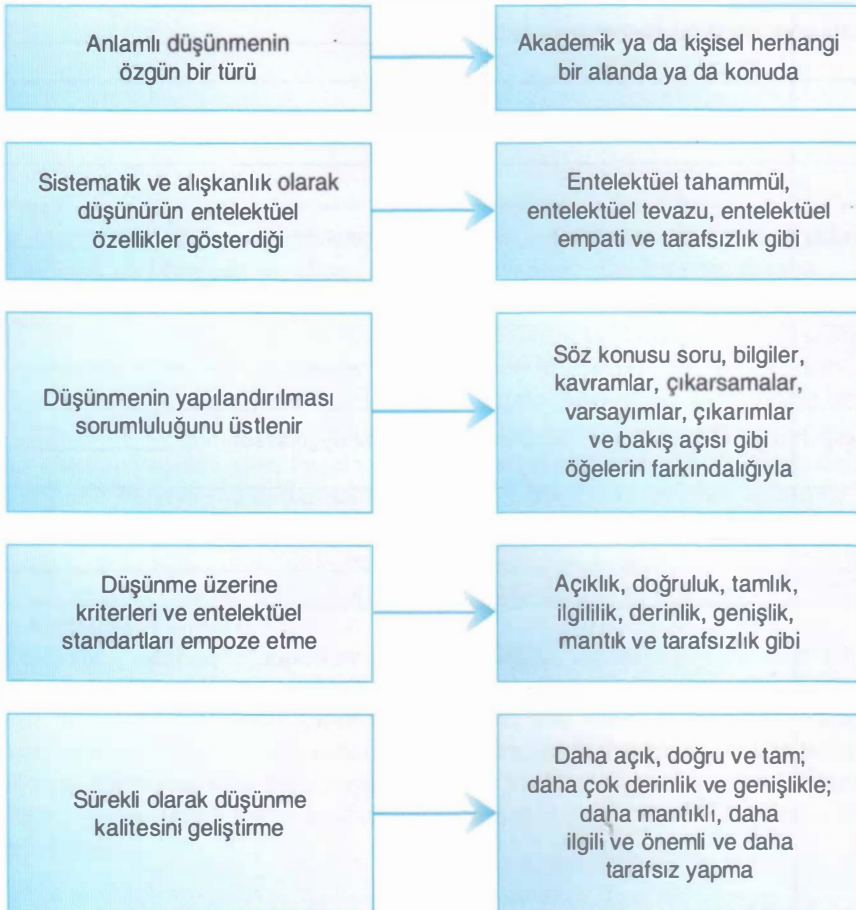 Anlamlı düşünmenin
özgün bir türü
Akademik ya da kişisel herhangi
bir alanda ya da konuda
Sistematik ve alışkanlık olarak
düşünürün entelektüel
özellikler gösterdiği
Entelektüel tahammül,
entelektüel tevazu, entelektüel
empati ve tarafsızlık gibi
Düşünmenin yapılandırılması
sorumluluğunu üstlenir
Söz konusu soru, bilgiler,
kavramlar, çıkarsamalar,
varsayımlar, çıkarımlar
ve bakış açısı gibi
öğelerin farkındalığıyla
Düşünme üzerine
kriterleri ve entelektüel
standartları empoze etme
Açıklık, doğruluk, tamlık,
ilgililik, derinlik, genişlik,
mantık ve tarafsızlık gibi
Sürekli olarak düşünme
kalitesini geliştirme
Daha açık, doğru ve tam;
daha çok derinlik ve genişlikle;
daha mantıklı, daha
ilgili ve önemli ve daha
tarafsız yapma